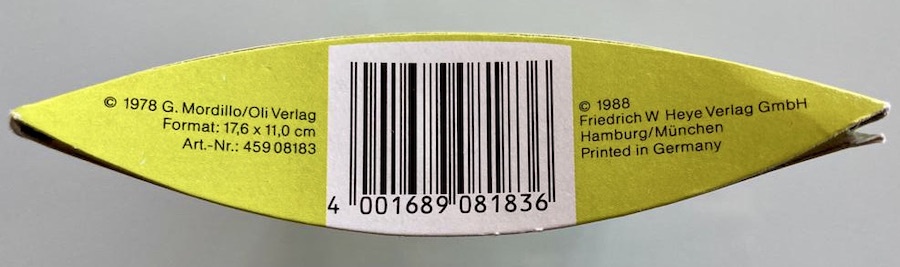 © 1978 G. Mordillo/Oli Verlag
Format: 17,6 x 11,0 cm
Art.-Nr.: 459 08183
4 001689 081836
© 1988
Friedrich W Heye Verlag GmbH
Hamburg/München
Printed in Germany